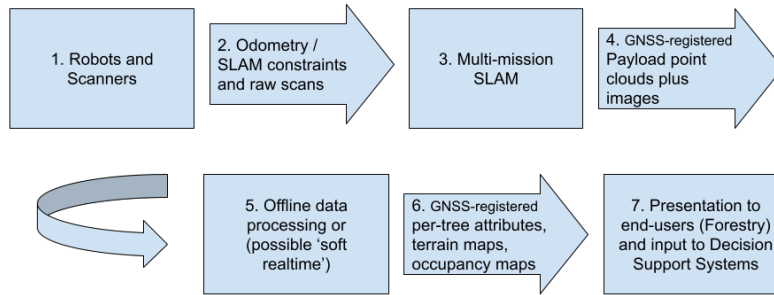 1. Robots and
Scanners
2. Odometry /
SLAM constraints
and raw scans
3. Multi-mission
SLAM
4. GNSS-registered
Payload point
clouds plus
images
5. Offline data
processing or
(possible ‘soft
realtime’)
6. GNSS-registered
per-tree attributes,
terrain maps,
occupancy maps
7. Presentation to
end-users (Forestry)
and input to Decision
Support Systems